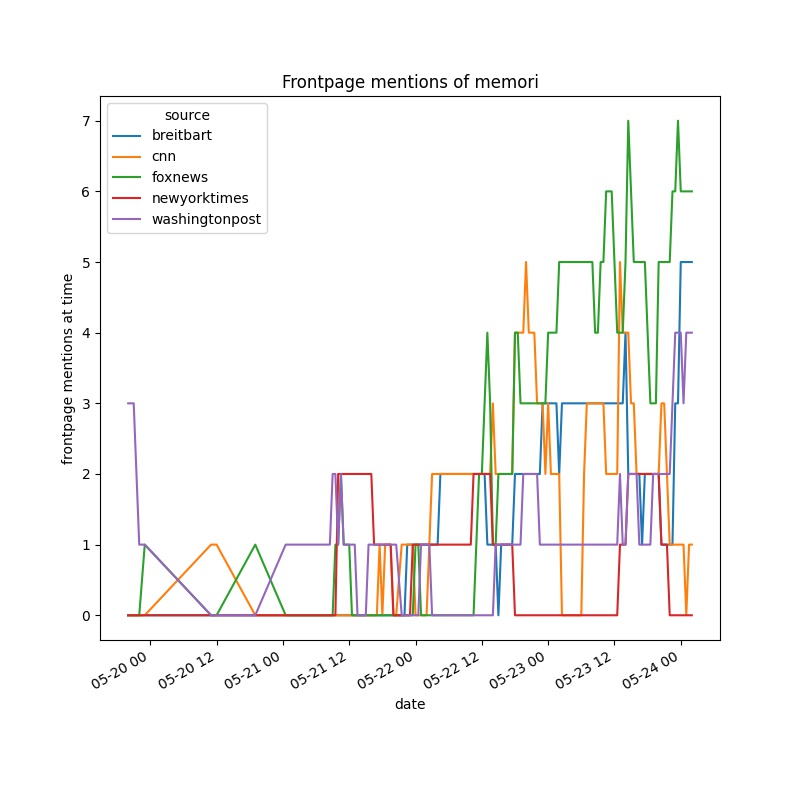 Frontpage mentions of memori
source
breitbart
cnn
foxnews
newyorktimes
washingtonpost
7
6
5
4
3
2
1
0
frontpage mentions at time
05-20 00
05-20 12
05-21 00
05-21 12
05-22 00
05-22 12
05-23 00
05-23 12
05-24 00
date